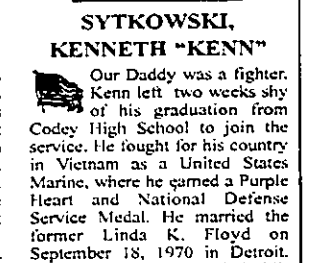 SYTKOWSKI,
KENNETH "KENN"
Our Daddy was a fighter.
Kenn left two weeks shy
of his graduation from
Codey High School to join the
service. He fought for his country
in Vietnam as a United States
Marine, where he earned a Purple
Heart and National Defense
Service Medal. He married the
former Linda K. Floyd on
September 18, 1970 in Detroit.